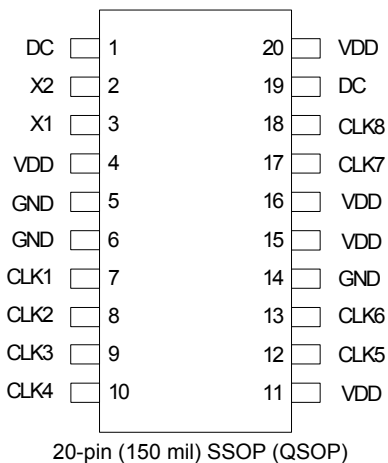 DC 1 20 VDD
X2 2 19 DC
X1 3 18 CLK8
VDD 4 17 CLK7
GND 5 16 VDD
GND 6 15 VDD
CLK1 7 14 GND
CLK2 8 13 CLK6
CLK3 9 12 CLK5
CLK4 10 11 VDD
20-pin (150 mil) SSOP (QSOP)